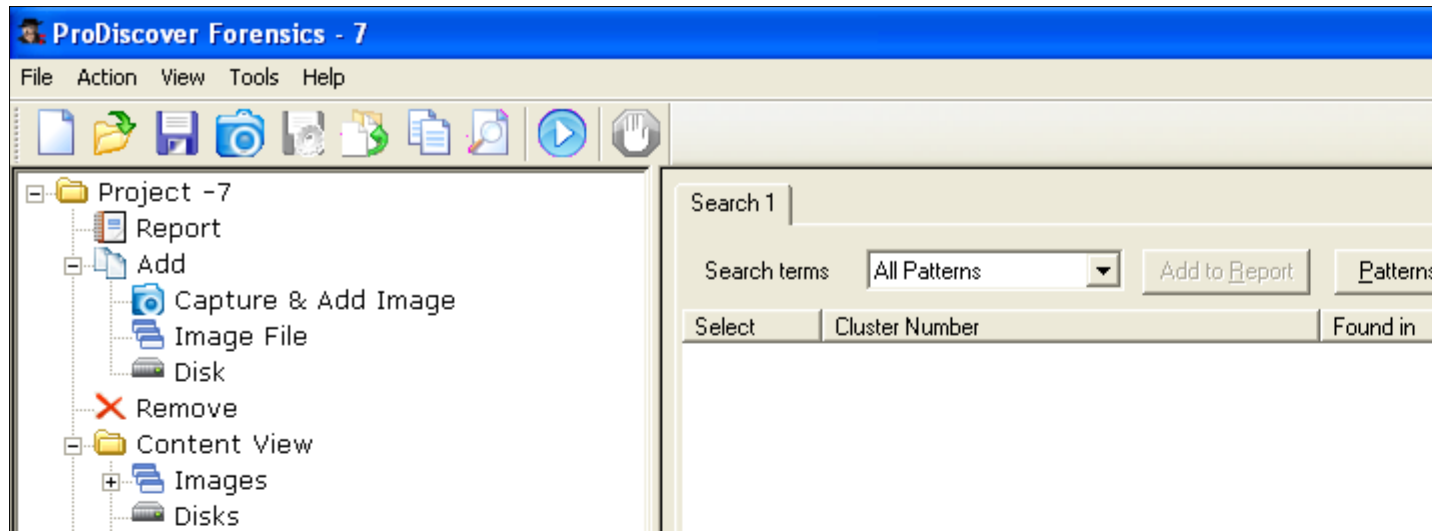 ProDiscover Forensics - 7
File Action View Tools Help
Project -7
Report
Add
Capture & Add Image
Image File
Disk
Remove
Content View
Images
Disks
Search 1
Search terms All Patterns Add to Report Patterns
Select Cluster Number Found in